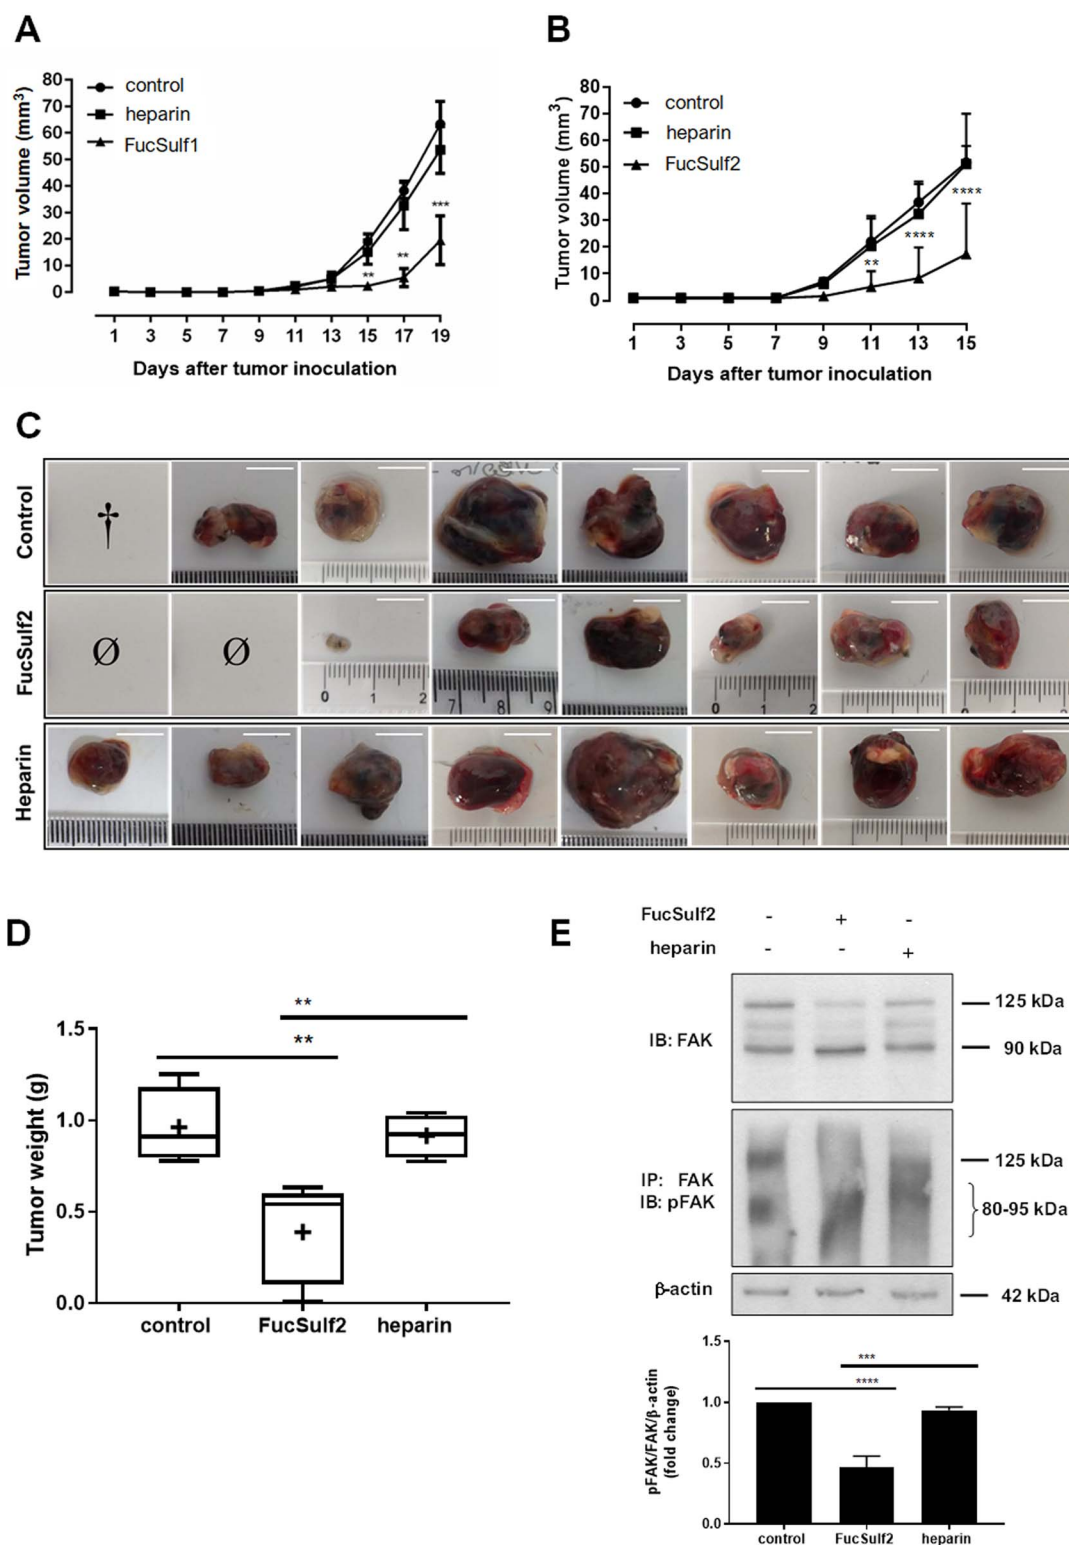 A
Tumor volume (mm³)
80
70
60
50
40
30
20
10
0
control
heparin
FucSulf1
**
**
***
1 3 5 7 9 11 13 15 17 19
Days after tumor inoculation
B
Tumor volume (mm³)
80
70
60
50
40
30
20
10
0
control
heparin
FucSulf2
**
****
****
1 3 5 7 9 11 13 15
Days after tumor inoculation
C
Control
†
FucSulf2
Ø Ø
0 1 2
7 8 9
0 1 2
0 1 2
Heparin
D
Tumor weight (g)
1.5
1.0
0.5
0.0
**
**
control FucSulf2 heparin
E
FucSulf2 - + -
heparin - - +
IB: FAK
125 kDa
90 kDa
IP: FAK
IB: pFAK
125 kDa
80-95 kDa
β-actin
42 kDa
pFAK/FAK/β-actin
(fold change)
1.5
1.0
0.5
0.0
***
****
control FucSulf2 heparin